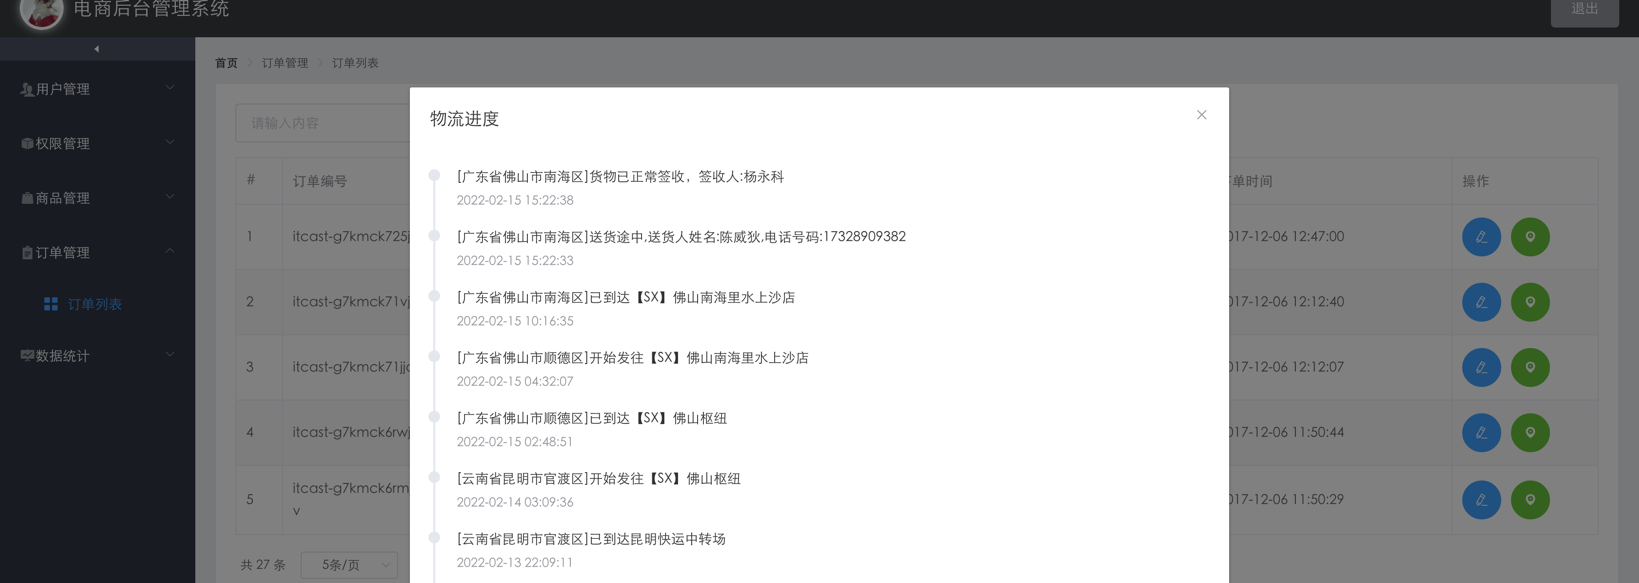 电商后台管理系统
退出
首页
订单管理
订单列表
用户管理
权限管理
商品管理
订单管理
订单列表
数据统计
请输入内容
# 订单编号
单时间 操作
1 itcast-g7kmck725j 017-12-06 12:47:00
2 itcast-g7kmck71vj 017-12-06 12:12:40
3 itcast-g7kmck71jj 017-12-06 12:12:07
4 itcast-g7kmck6rwj 017-12-06 11:50:44
5 itcast-g7kmck6rm 017-12-06 11:50:29
v
共 27 条 5条/页
物流进度
[广东省佛山市南海区]货物已正常签收，签收人:杨永科
2022-02-15 15:22:38
[广东省佛山市南海区]送货途中,送货人姓名:陈威狄,电话号码:17328909382
2022-02-15 15:22:33
[广东省佛山市南海区]已到达【SX】佛山南海里水上沙店
2022-02-15 10:16:35
[广东省佛山市顺德区]开始发往【SX】佛山南海里水上沙店
2022-02-15 04:32:07
[广东省佛山市顺德区]已到达【SX】佛山枢纽
2022-02-15 02:48:51
[云南省昆明市官渡区]开始发往【SX】佛山枢纽
2022-02-14 03:09:36
[云南省昆明市官渡区]已到达昆明快运中转场
2022-02-13 22:09:11